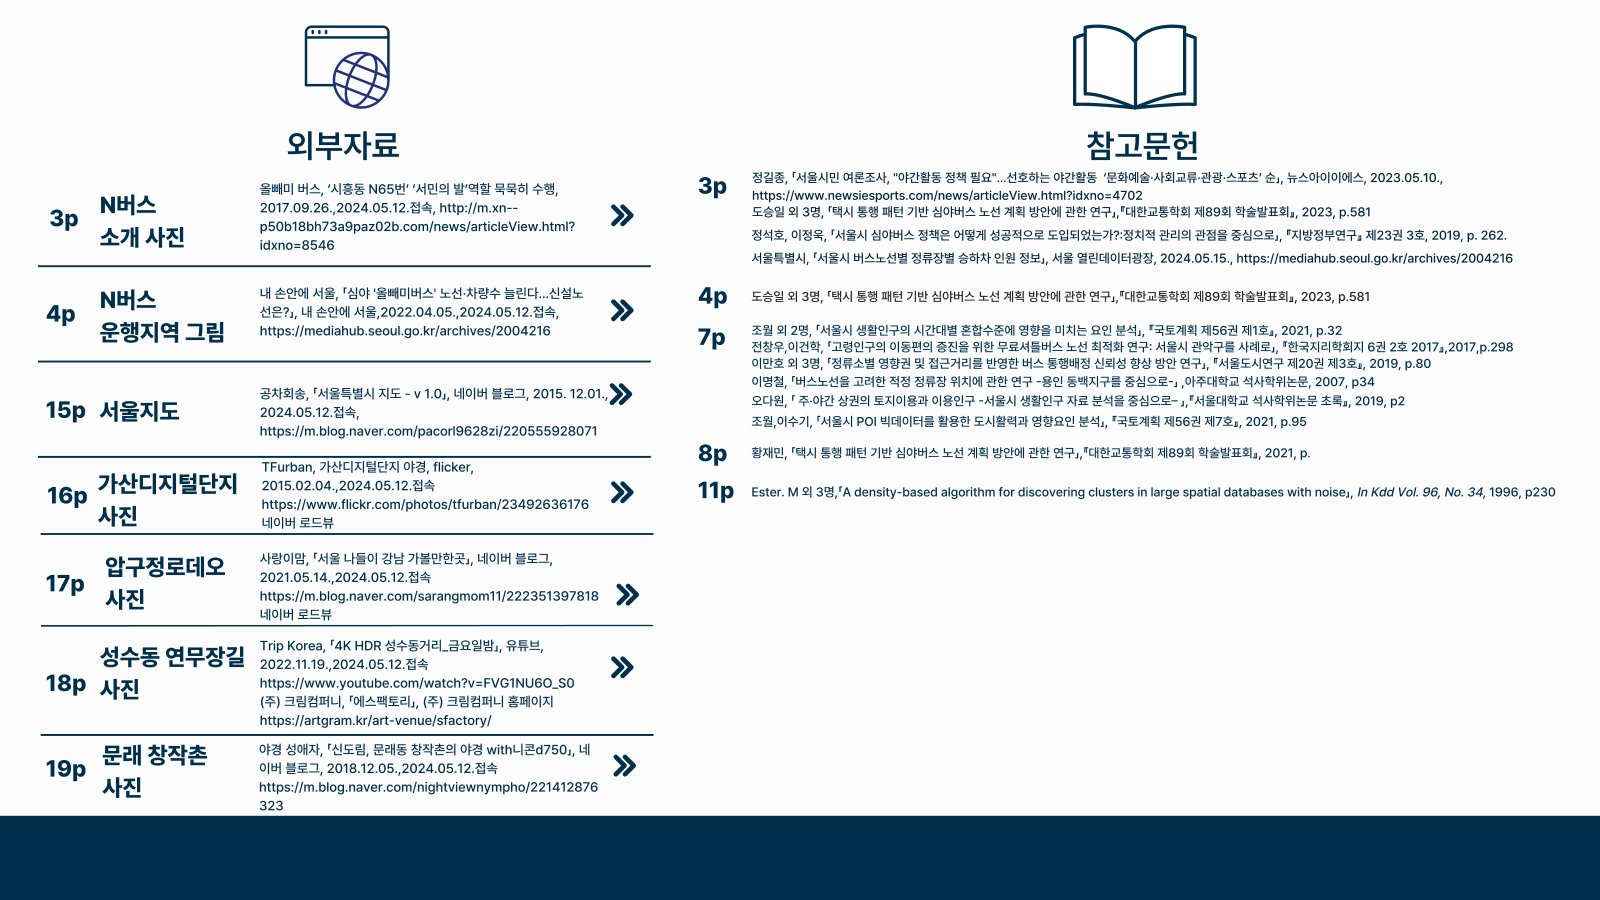 외부자료
3p
N버스
소개 사진
올빼미 버스, ‘시흥동 N65번’ ‘서민의 발’역할 묵묵히 수행,
2017.09.26.,2024.05.12.접속, http://m.xn--
p50b18bh73a9paz02b.com/news/articleView.html?
idxno=8546
4p
N버스
운행지역 그림
내 손안에 서울, ｢심야 '올빼미버스' 노선·차량수 늘린다…신설노
선은?｣, 내 손안에 서울,2022.04.05.,2024.05.12.접속,
https://mediahub.seoul.go.kr/archives/2004216
15p
서울지도
공차회송, ｢서울특별시 지도 - v 1.0｣, 네이버 블로그, 2015. 12.01.,
2024.05.12.접속,
https://m.blog.naver.com/pacorl9628zi/220555928071
16p
가산디지털단지
사진
TFurban, 가산디지털단지 야경, flicker,
2015.02.04.,2024.05.12.접속
https://www.flickr.com/photos/tfurban/23492636176
네이버 로드뷰
17p
압구정로데오
사진
사랑이맘, ｢서울 나들이 강남 가볼만한곳｣, 네이버 블로그,
2021.05.14.,2024.05.12.접속
https://m.blog.naver.com/sarangmom11/222351397818
네이버 로드뷰
18p
성수동 연무장길
사진
Trip Korea, ｢4K HDR 성수동거리_금요일밤｣, 유튜브,
2022.11.19.,2024.05.12.접속
https://www.youtube.com/watch?v=FVG1NU6O_S0
(주) 크림컴퍼니, ｢에스팩토리｣, (주) 크림컴퍼니 홈페이지
https://artgram.kr/art-venue/sfactory/
19p
문래 창작촌
사진
야경 성애자, ｢신도림, 문래동 창작촌의 야경 with니콘d750｣, 네
이버 블로그, 2018.12.05.,2024.05.12.접속
https://m.blog.naver.com/nightviewnympho/221412876
323
참고문헌
3p
정길종, ｢서울시민 여론조사, "야간활동 정책 필요"...선호하는 야간활동 ‘문화예술·사회교류·관광·스포츠’ 순｣, 뉴스아이이에스, 2023.05.10.,
https://www.newsiesports.com/news/articleView.html?idxno=4702
도승일 외 3명, ｢택시 통행 패턴 기반 심야버스 노선 계획 방안에 관한 연구｣,『대한교통학회 제89회 학술발표회』, 2023, p.581
정석호, 이정욱, ｢서울시 심야버스 정책은 어떻게 성공적으로 도입되었는가?:정치적 관리의 관점을 중심으로｣, 『지방정부연구』 제23권 3호, 2019, p. 262.
서울특별시, ｢서울시 버스노선별 정류장별 승하차 인원 정보｣, 서울 열린데이터광장, 2024.05.15., https://mediahub.seoul.go.kr/archives/2004216
4p
도승일 외 3명, ｢택시 통행 패턴 기반 심야버스 노선 계획 방안에 관한 연구｣,『대한교통학회 제89회 학술발표회』, 2023, p.581
7p
조월 외 2명, ｢서울시 생활인구의 시간대별 혼합수준에 영향을 미치는 요인 분석｣, 『국토계획 제56권 제1호』, 2021, p.32
전창우,이건학, ｢고령인구의 이동편의 증진을 위한 무료셔틀버스 노선 최적화 연구: 서울시 관악구를 사례로｣, 『한국지리학회지 6권 2호 2017』,2017,p.298
이만호 외 3명, ｢정류소별 영향권 및 접근거리를 반영한 버스 통행배정 신뢰성 향상 방안 연구｣, 『서울도시연구 제20권 제3호』, 2019, p.80
이명철, ｢버스노선을 고려한 적정 정류장 위치에 관한 연구 -용인 동백지구를 중심으로-｣ ,아주대학교 석사학위논문, 2007, p34
오다원, ｢ 주·야간 상권의 토지이용과 이용인구 -서울시 생활인구 자료 분석을 중심으로– ｣,『서울대학교 석사학위논문 초록』, 2019, p2
조월,이수기, ｢서울시 POI 빅데이터를 활용한 도시활력과 영향요인 분석｣, 『국토계획 제56권 제7호』, 2021, p.95
8p
황재민, ｢택시 통행 패턴 기반 심야버스 노선 계획 방안에 관한 연구｣,『대한교통학회 제89회 학술발표회』, 2021, p.
11p
Ester. M 외 3명,｢A density-based algorithm for discovering clusters in large spatial databases with noise｣, In Kdd Vol. 96, No. 34, 1996, p230